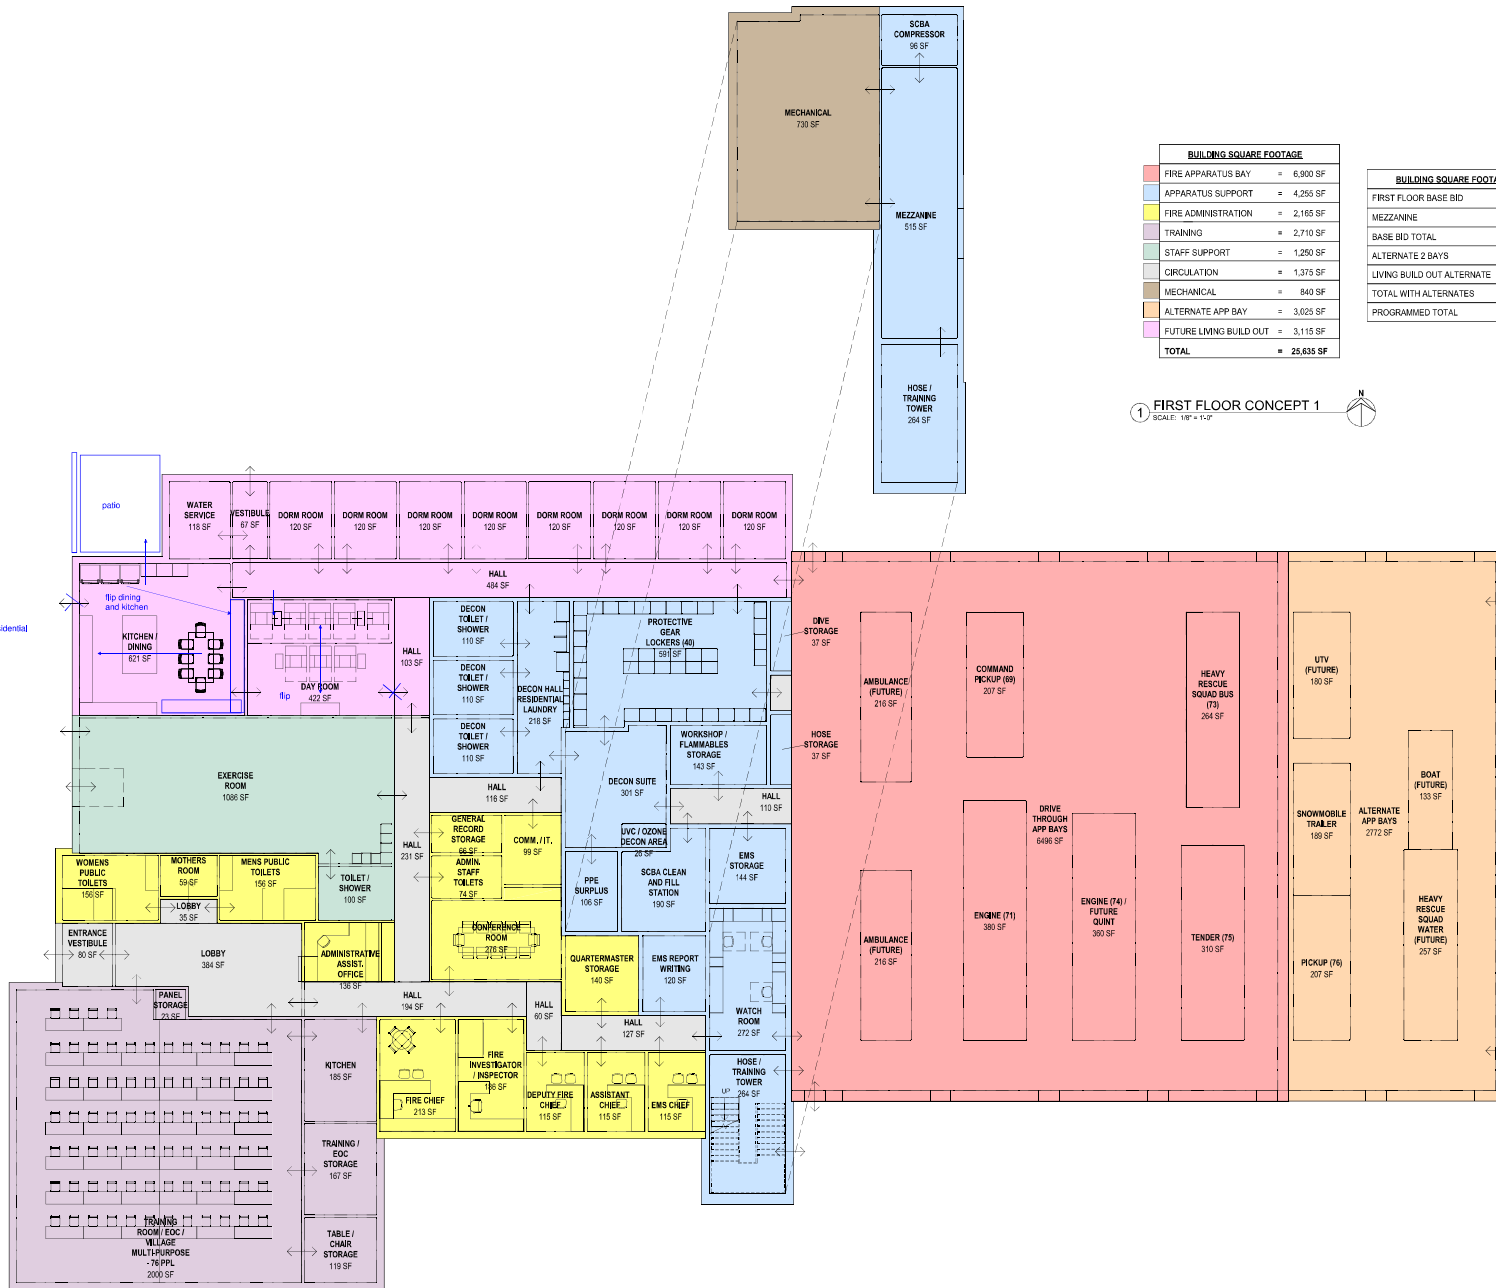 SCBA
COMPRESSOR
96 SF
MECHANICAL
730 SF
MEZZANINE
515 SF
HOSE /
TRAINING
TOWER
264 SF
BUILDING SQUARE FOOTAGE
FIRE APPARATUS BAY = 6,900 SF
APPARATUS SUPPORT = 4,255 SF
FIRE ADMINISTRATION = 2,165 SF
TRAINING = 2,710 SF
STAFF SUPPORT = 1,250 SF
CIRCULATION = 1,375 SF
MECHANICAL = 840 SF
ALTERNATE APP BAY = 3,025 SF
FUTURE LIVING BUILD OUT = 3,115 SF
TOTAL = 25,635 SF
BUILDING SQUARE FOOTA
FIRST FLOOR BASE BID
MEZZANINE
BASE BID TOTAL
ALTERNATE 2 BAYS
LIVING BUILD OUT ALTERNATE
TOTAL WITH ALTERNATES
PROGRAMMED TOTAL
1 FIRST FLOOR CONCEPT 1
SCALE: 1/8" = 1'-0"
N
patio
WATER
SERVICE
118 SF
VESTIBULE
67 SF
DORM ROOM
120 SF
DORM ROOM
120 SF
DORM ROOM
120 SF
DORM ROOM
120 SF
DORM ROOM
120 SF
DORM ROOM
120 SF
DORM ROOM
120 SF
DORM ROOM
120 SF
HALL
484 SF
flip dining
and kitchen
sidential
KITCHEN /
DINING
621 SF
flip
DAY ROOM
422 SF
HALL
103 SF
DECON
TOILET /
SHOWER
110 SF
DECON
TOILET /
SHOWER
110 SF
DECON
TOILET /
SHOWER
110 SF
DECON HALL
RESIDENTIAL
LAUNDRY
218 SF
PROTECTIVE
GEAR
LOCKERS (40)
591 SF
DIVE
STORAGE
37 SF
HOSE
STORAGE
37 SF
WORKSHOP /
FLAMMABLES
STORAGE
143 SF
DECON SUITE
301 SF
HALL
116 SF
HALL
110 SF
EXERCISE
ROOM
1086 SF
HALL
231 SF
GENERAL
RECORD
STORAGE
66 SF
COMM. / IT.
99 SF
ADMIN.
STAFF
TOILETS
74 SF
UVC / OZONE
DECON AREA
26 SF
PPE
SURPLUS
106 SF
SCBA CLEAN
AND FILL
STATION
190 SF
EMS
STORAGE
144 SF
WOMENS
PUBLIC
TOILETS
156 SF
MOTHERS
ROOM
59 SF
MENS PUBLIC
TOILETS
156 SF
TOILET /
SHOWER
100 SF
LOBBY
35 SF
ENTRANCE
VESTIBULE
80 SF
LOBBY
384 SF
ADMINISTRATIVE
ASSIST.
OFFICE
136 SF
CONFERENCE
ROOM
276 SF
QUARTERMASTER
STORAGE
140 SF
EMS REPORT
WRITING
120 SF
WATCH
ROOM
272 SF
PANEL
STORAGE
23 SF
HALL
194 SF
HALL
60 SF
HALL
127 SF
KITCHEN
185 SF
FIRE CHIEF
213 SF
FIRE
INVESTIGATOR
/ INSPECTOR
186 SF
DEPUTY FIRE
CHIEF
115 SF
ASSISTANT
CHIEF
115 SF
EMS CHIEF
115 SF
HOSE /
TRAINING
TOWER
264 SF
UP
TRAINING /
EOC
STORAGE
167 SF
TRAINING
ROOM / EOC /
VILLAGE
MULTI-PURPOSE
- 76 PPL
2000 SF
TABLE /
CHAIR
STORAGE
119 SF
AMBULANCE
(FUTURE)
216 SF
COMMAND
PICKUP (69)
207 SF
HEAVY
RESCUE
SQUAD BUS
(73)
264 SF
DRIVE
THROUGH
APP BAYS
6496 SF
AMBULANCE
(FUTURE)
216 SF
ENGINE (71)
380 SF
ENGINE (74) /
FUTURE
QUINT
360 SF
TENDER (75)
310 SF
UTV
(FUTURE)
180 SF
BOAT
(FUTURE)
133 SF
SNOWMOBILE
TRAILER
189 SF
ALTERNATE
APP BAYS
2772 SF
PICKUP (76)
207 SF
HEAVY
RESCUE
SQUAD
WATER
(FUTURE)
257 SF